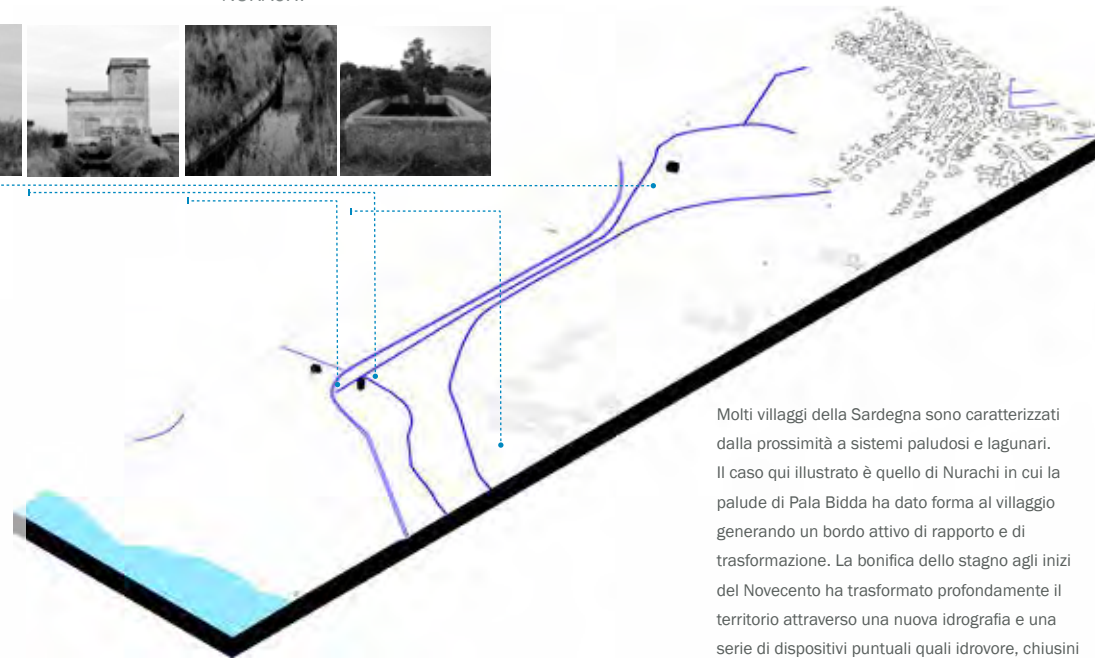 Molti villaggi della Sardegna sono caratterizzati
dalla prossimità a sistemi paludosi e lagunari.
Il caso qui illustrato è quello di Nurachi in cui la
palude di Pala Bidda ha dato forma al villaggio
generando un bordo attivo di rapporto e di
trasformazione. La bonifica dello stagno agli inizi
del Novecento ha trasformato profondamente il
territorio attraverso una nuova idrografia e una
serie di dispositivi puntuali quali idrovore, chiusini